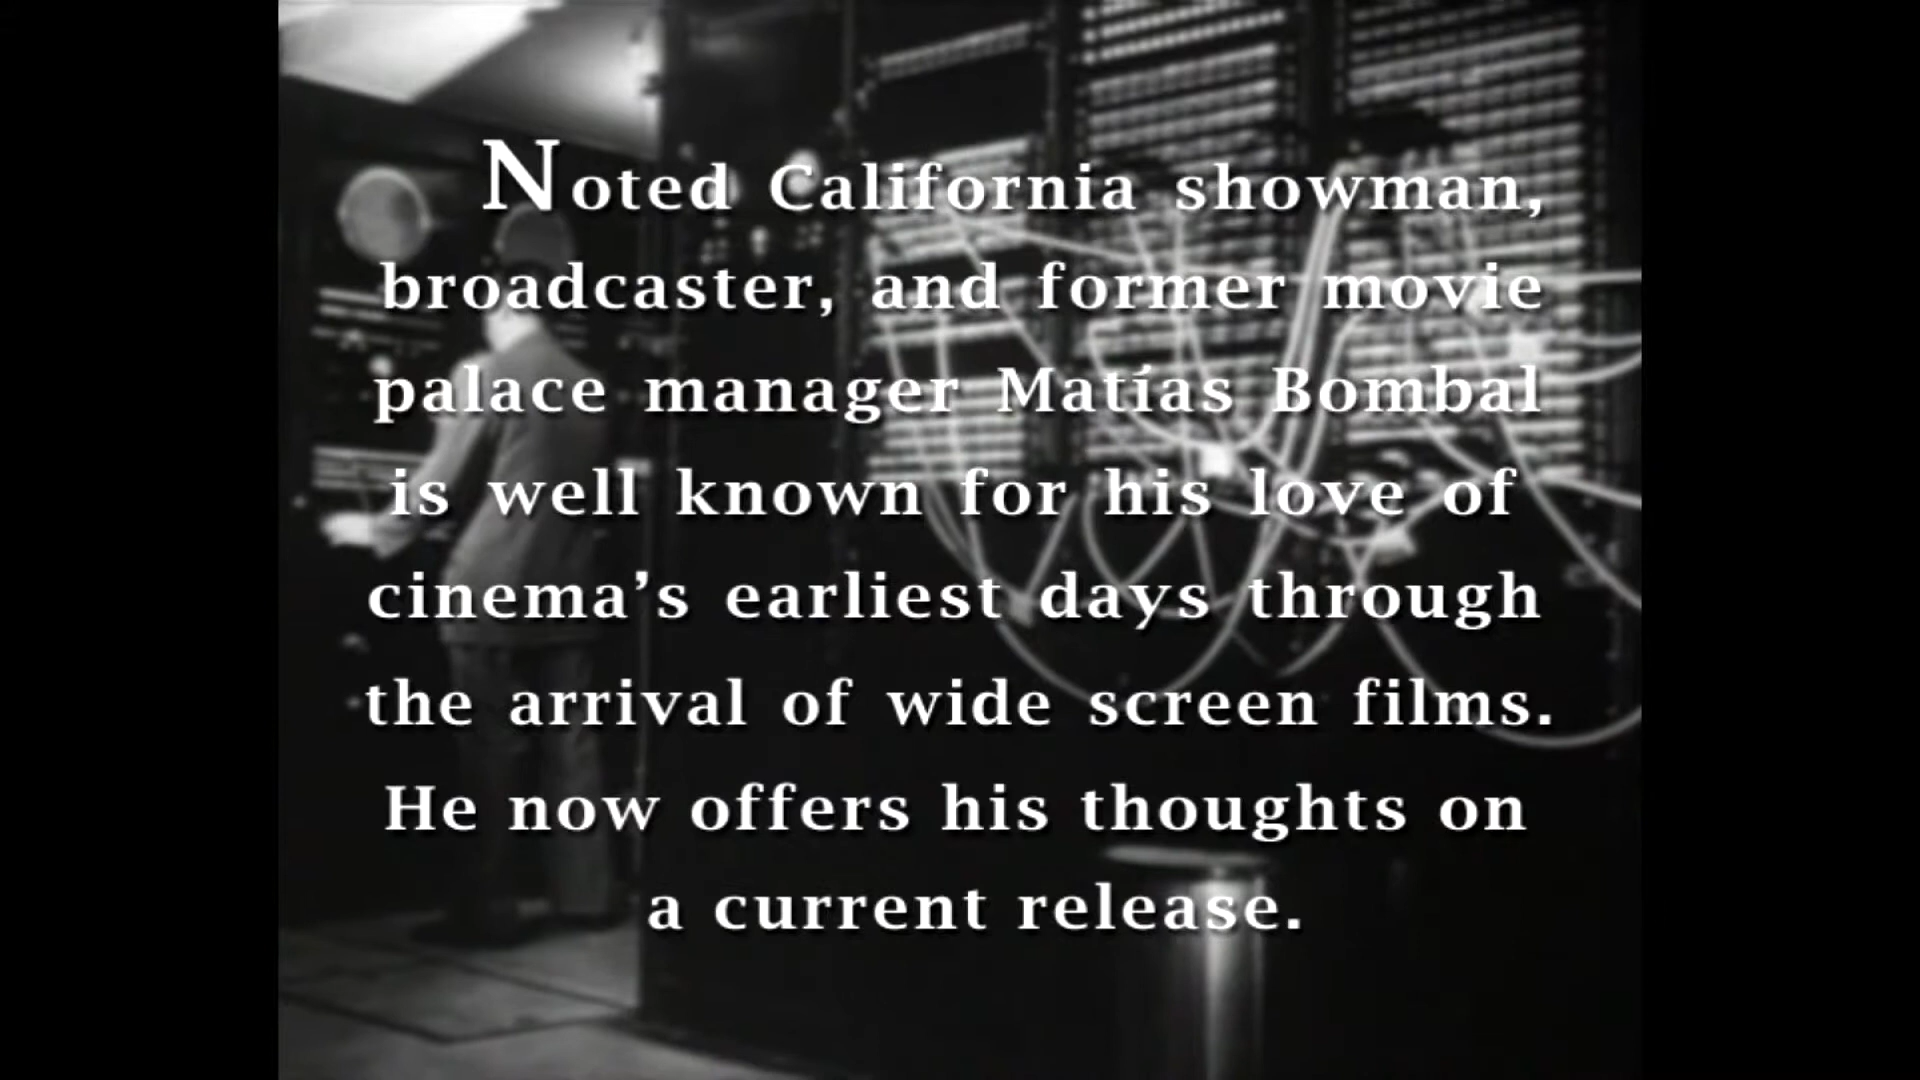 Noted California showman,
broadcaster, and former movie
palace manager Matías Bombal
is well known for his love of
cinema's earliest days through
the arrival of wide screen films.
He now offers his thoughts on
a current release.